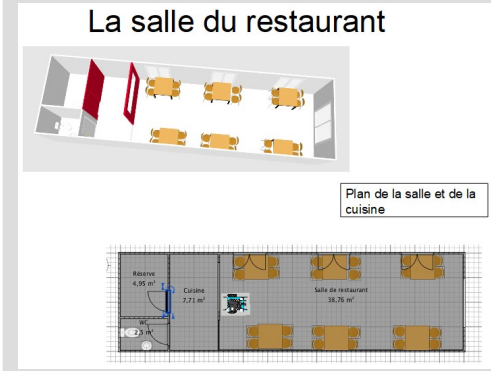 La salle du restaurant
Plan de la salle et de la
cuisine
Réserve
4,95 m²
Cuisine
7,71 m²
Salle de restaurant
38,76 m²
WC
2,5 m²